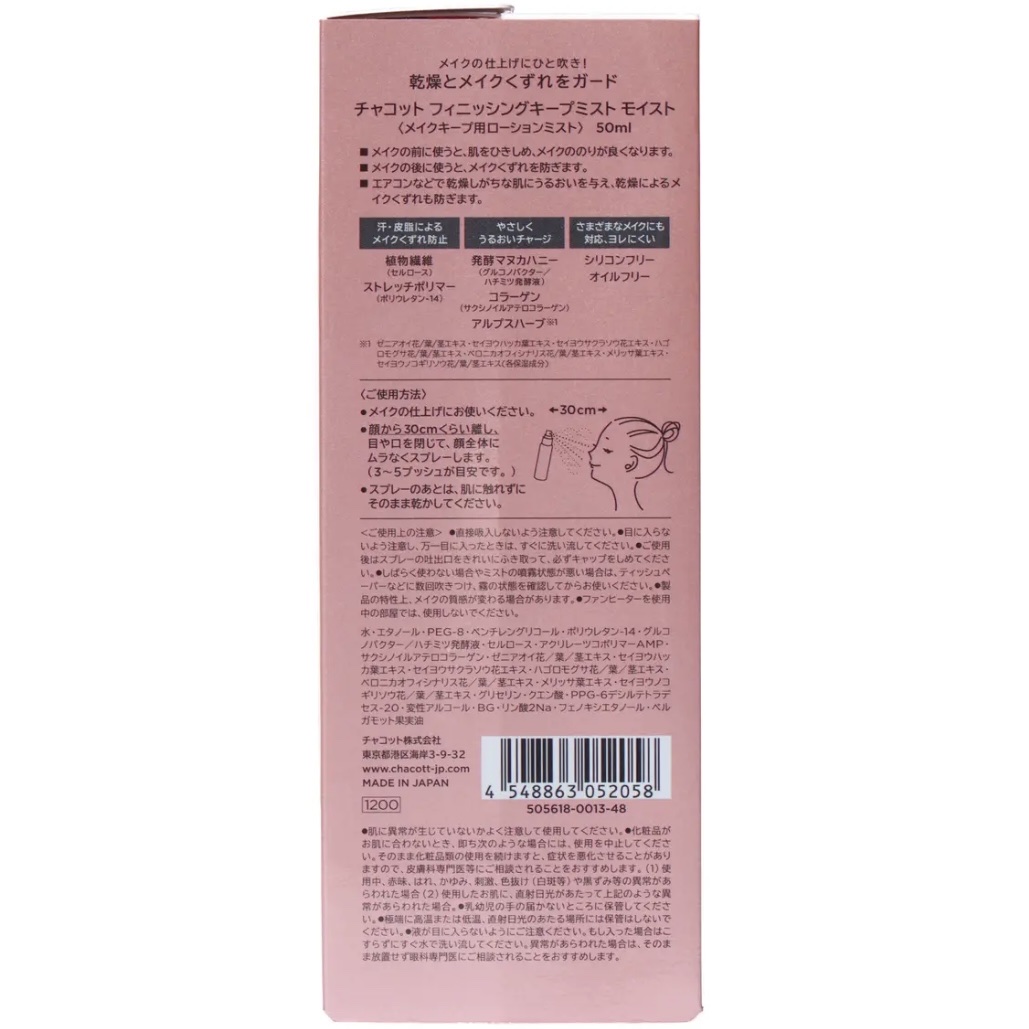 メイクの仕上げにひと吹き!
乾燥とメイクくずれをガード
チャコット フィニッシングキープミスト モイスト
〈メイクキープ用ローションミスト〉 50ml
■ メイクの前に使うと、肌をひきしめ、メイクののりが良くなります。
■ メイクの後に使うと、メイクくずれを防ぎます。
■ エアコンなどで乾燥しがちな肌にうるおいを与え、乾燥によるメ
イクくずれも防ぎます。
汗・皮脂による
メイクくずれ防止
植物繊維
(セルロース)
ストレッチポリマー
(ポリウレタン-14)
やさしく
うるおいチャージ
発酵マヌカハニー
(グルコノバクター/
ハチミツ発酵液)
コラーゲン
(サクシノイルアテロコラーゲン)
アルプスハーブ※1
さまざまなメイクにも
対応、ヨレにくい
シリコンフリー
オイルフリー
※1 ゼニアオイ花/葉/茎エキス・セイヨウハッカ葉エキス・セイヨウサクラソウ花エキス・ハゴ
ロモグサ花/葉/茎エキス・ベロニカオフィシナリス花/葉/茎エキス・メリッサ葉エキス・
セイヨウノコギリソウ花/葉/茎エキス(各保湿成分)
〈ご使用方法〉
●メイクの仕上げにお使いください。
●顔から30cmくらい離し、
目や口を閉じて、顔全体に
ムラなくスプレーします。
(3〜5プッシュが目安です。)
●スプレーのあとは、肌に触れずに
そのまま乾かしてください。
←30cm→
〈ご使用上の注意〉 ●直接吸入しないよう注意してください。●目に入らな
いよう注意し、万一目に入ったときは、すぐに洗い流してください。●ご使用
後はスプレーの吐出口をきれいにふき取って、必ずキャップをしめてくださ
い。●しばらく使わない場合やミストの噴霧状態が悪い場合は、ティッシュペ
ーパーなどに数回吹きつけ、霧の状態を確認してからお使いください。●製
品の特性上、メイクの質感が変わる場合があります。●ファンヒーターを使用
中の部屋では、使用しないでください。
水・エタノール・PEG-8・ペンチレングリコール・ポリウレタン-14・グルコ
ノバクター/ハチミツ発酵液・セルロース・アクリレーツコポリマーAMP・
サクシノイルアテロコラーゲン・ゼニアオイ花/葉/茎エキス・セイヨウハッ
カ葉エキス・セイヨウサクラソウ花エキス・ハゴロモグサ花/葉/茎エキス・
ベロニカオフィシナリス花/葉/茎エキス・メリッサ葉エキス・セイヨウノコ
ギリソウ花/葉/茎エキス・グリセリン・クエン酸・PPG-6デシルテトラデ
セス-20・変性アルコール・BG・リン酸2Na・フェノキシエタノール・ベル
ガモット果実油
チャコット株式会社
東京都港区海岸3-9-32
www.chacott-jp.com
MADE IN JAPAN
1200
4 548863 052058
505618-0013-48
●肌に異常が生じていないかよく注意して使用してください。●化粧品が
お肌に合わないとき、即ち次のような場合には、使用を中止してくださ
い。そのまま化粧品類の使用を続けますと、症状を悪化させることがあり
ますので、皮膚科専門医等にご相談されることをおすすめします。(1)使
用中、赤味、はれ、かゆみ、刺激、色抜け(白斑等)や黒ずみ等の異常があ
らわれた場合(2)使用したお肌に、直射日光があたって上記のような異
常があらわれた場合。●乳幼児の手の届かないところに保管してくださ
い。●極端に高温または低温、直射日光のあたる場所には保管はしないで
ください。●液が目に入らないようにご注意ください。もし入った場合はこ
すらずにすぐ水で洗い流してください。異常があらわれた場合は、そのま
ま放置せず眼科専門医にご相談されることをおすすめします。